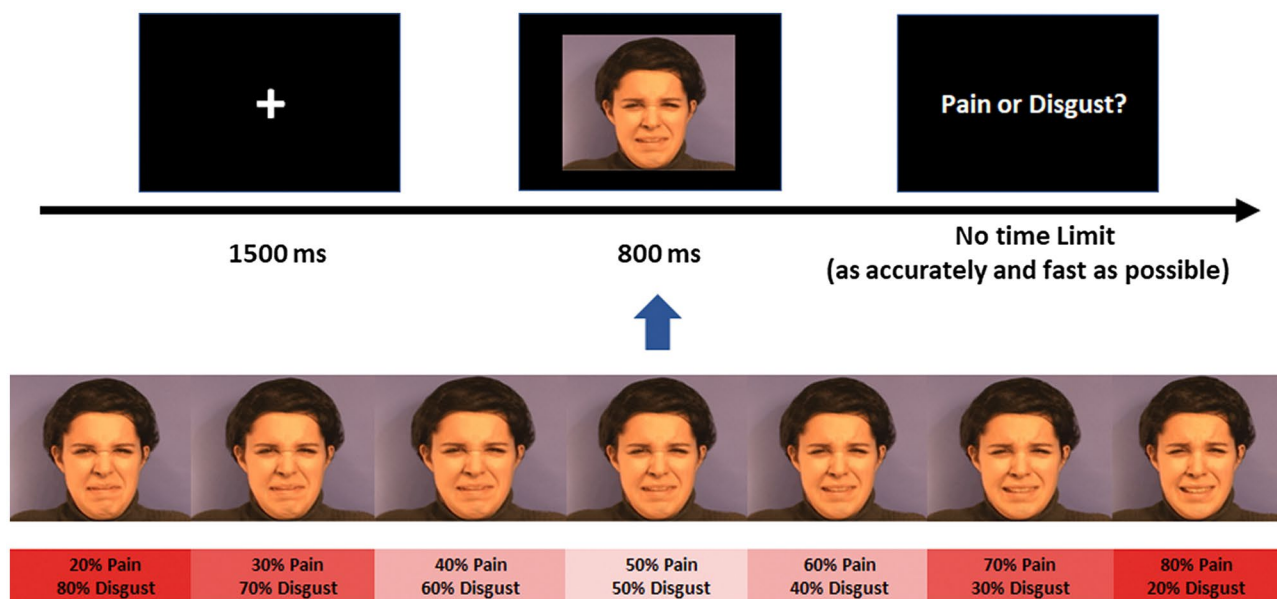 Pain or Disgust?
1500 ms
800 ms
No time Limit
(as accurately and fast as possible)
20% Pain
80% Disgust
30% Pain
70% Disgust
40% Pain
60% Disgust
50% Pain
50% Disgust
60% Pain
40% Disgust
70% Pain
30% Disgust
80% Pain
20% Disgust